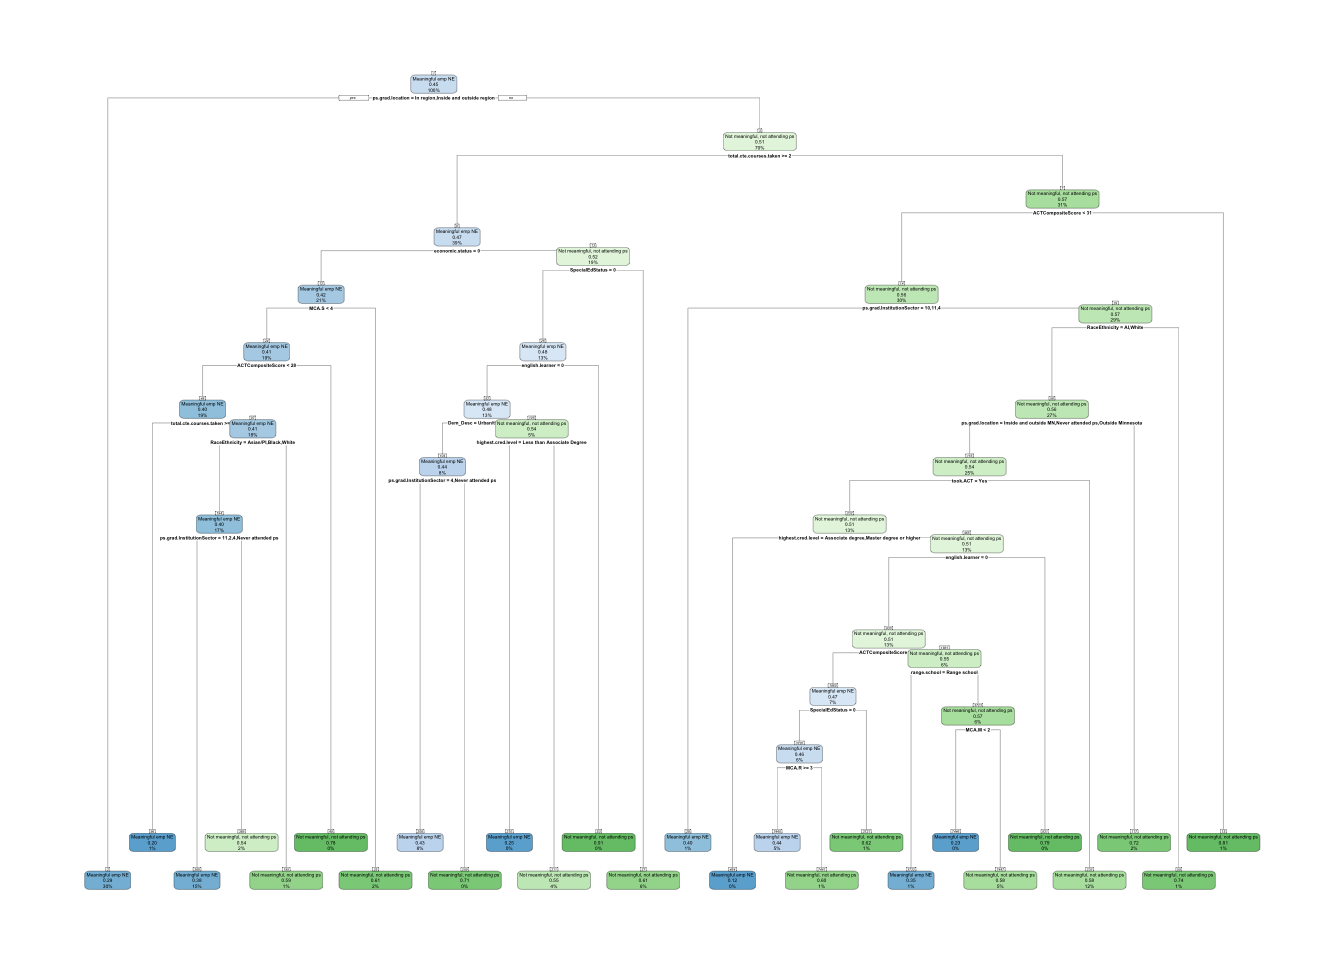 Meaningful emp NE
0.45
100%
yes
ps.grad.location = In region,Inside and outside region
no
Not meaningful, not attending ps
0.51
70%
total.cte.courses.taken >= 2
Not meaningful, not attending ps
0.57
31%
ACTCompositeScore < 31
Meaningful emp NE
0.47
39%
economic.status = 0
Not meaningful, not attending ps
0.52
SpecialEdStatus = 0
Meaningful emp NE
0.42
21%
MCA.S < 4
Not meaningful, not attending ps
0.56
30%
ps.grad.InstitutionSector = 10,11,4
Not meaningful, not attending ps
0.57
29%
RaceEthnicity = AI,White
Meaningful emp NE
0.41
19%
ACTCompositeScore < 28
Meaningful emp NE
0.48
13%
english.learner = 0
Meaningful emp NE
0.40
19%
total.cte.courses.taken >=
Meaningful emp NE
0.41
18%
RaceEthnicity = Asian/PI,Black,White
Meaningful emp NE
0.48
13%
Dem_Desc = Urbanit
Not meaningful, not attending ps
0.54
5%
highest.cred.level = Less than Associate Degree
Not meaningful, not attending ps
0.56
27%
ps.grad.location = Inside and outside MN,Never attended ps,Outside Minnesota
Meaningful emp NE
0.44
8%
ps.grad.InstitutionSector = 4,Never attended ps
Not meaningful, not attending ps
0.54
25%
took.ACT = Yes
Meaningful emp NE
0.40
17%
ps.grad.InstitutionSector = 11,2,4,Never attended ps
Not meaningful, not attending ps
0.51
13%
highest.cred.level = Associate degree,Master degree or higher
Not meaningful, not attending ps
0.51
13%
english.learner = 0
Not meaningful, not attending ps
0.51
13%
ACTCompositeScore
Not meaningful, not attending ps
0.55
6%
range.school = Range school
Meaningful emp NE
0.47
7%
SpecialEdStatus = 0
Not meaningful, not attending ps
0.57
MCA.M < 2
Meaningful emp NE
0.46
6%
MCA.R >= 3
Meaningful emp NE
0.20
1%
Not meaningful, not attending ps
0.54
2%
Not meaningful, not attending ps
0.78
0%
Meaningful emp NE
0.43
8%
Meaningful emp NE
0.25
0%
Not meaningful, not attending ps
0%
Meaningful emp NE
0.40
1%
Meaningful emp NE
0.44
5%
Not meaningful, not attending ps
0.62
1%
Meaningful emp NE
0.23
0%
Not meaningful, not attending ps
0.79
0%
Not meaningful, not attending ps
0.72
2%
Not meaningful, not attending ps
0.81
1%
Meaningful emp NE
30%
Meaningful emp NE
15%
Not meaningful, not attending ps
0.59
1%
Not meaningful, not attending ps
0.61
2%
Not meaningful, not attending ps
0.71
0%
Not meaningful, not attending ps
0.55
4%
Not meaningful, not attending ps
0.61
6%
Meaningful emp NE
0.12
0%
Not meaningful, not attending ps
0.60
1%
Meaningful emp NE
0.35
1%
Not meaningful, not attending ps
0.58
5%
Not meaningful, not attending ps
0.58
12%
Not meaningful, not attending ps
0.74
1%